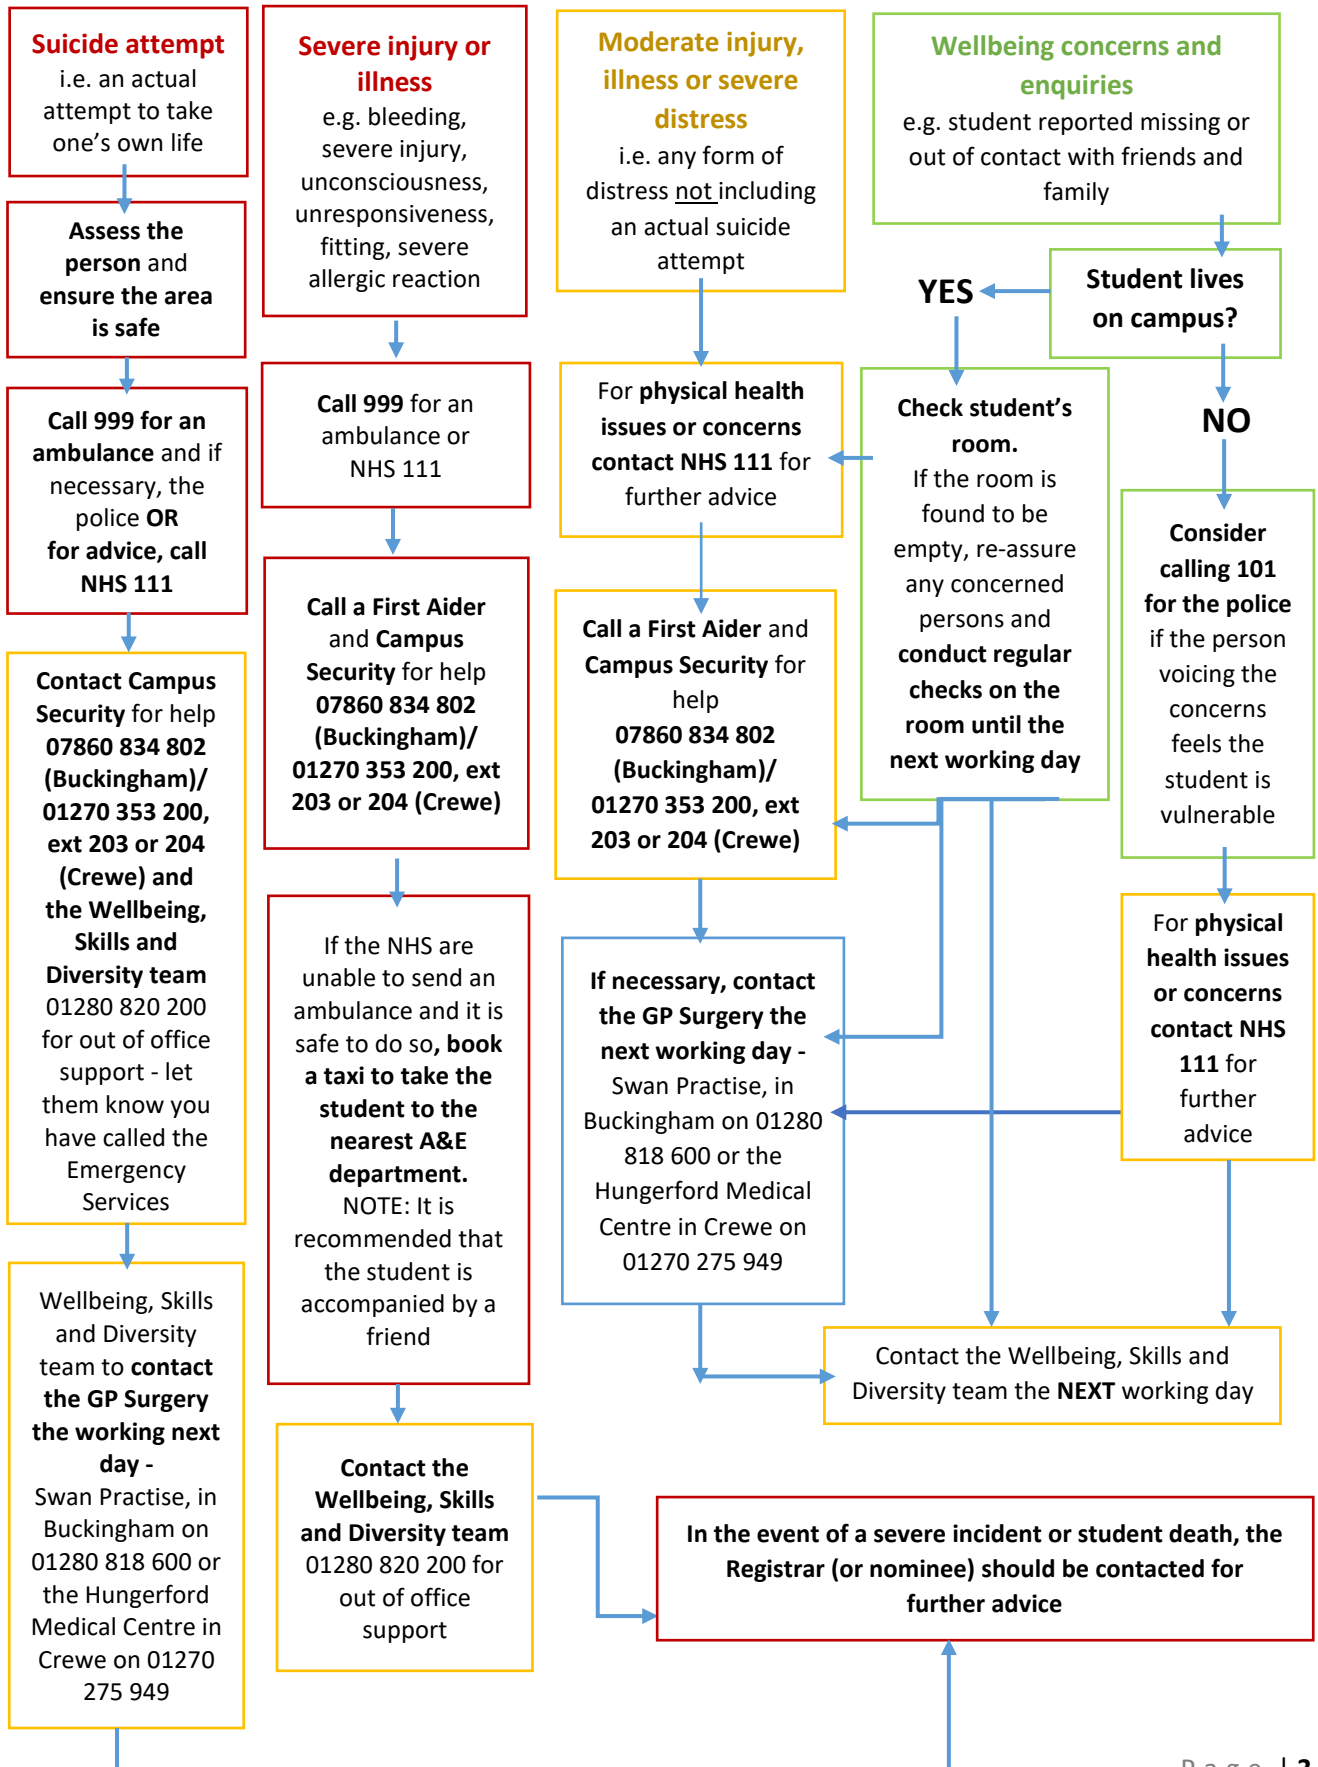 Suicide attempt
i.e. an actual
attempt to take
one's own life
Assess the
person and
ensure the area
is safe
Call 999 for an
ambulance and if
necessary, the
police OR
for advice, call
NHS 111
Contact Campus
Security for help
07860 834 802
(Buckingham)/
01270 353 200,
ext 203 or 204
(Crewe) and
the Wellbeing,
Skills and
Diversity team
01280 820 200
for out of office
support - let
them know you
have called the
Emergency
Services
Wellbeing, Skills
and Diversity
team to contact
the GP Surgery
the working next
day -
Swan Practise, in
Buckingham on
01280 818 600 or
the Hungerford
Medical Centre in
Crewe on 01270
275 949
Severe injury or
illness
e.g. bleeding,
severe injury,
unconsciousness,
unresponsiveness,
fitting, severe
allergic reaction
Call 999 for an
ambulance or
NHS 111
Call a First Aider
and Campus
Security for help
07860 834 802
(Buckingham)/
01270 353 200, ext
203 or 204 (Crewe)
If the NHS are
unable to send an
ambulance and it is
safe to do so, book
a taxi to take the
student to the
nearest A&E
department.
NOTE: It is
recommended that
the student is
accompanied by a
friend
Contact the
Wellbeing, Skills
and Diversity team
01280 820 200 for
out of office
support
Moderate injury,
illness or severe
distress
i.e. any form of
distress not including
an actual suicide
attempt
For physical health
issues or concerns
contact NHS 111 for
further advice
Call a First Aider and
Campus Security for
help
07860 834 802
(Buckingham)/
01270 353 200, ext
203 or 204 (Crewe)
If necessary, contact
the GP Surgery the
next working day -
Swan Practise, in
Buckingham on 01280
818 600 or the
Hungerford Medical
Centre in Crewe on
01270 275 949
Wellbeing concerns and
enquiries
e.g. student reported missing or
out of contact with friends and
family
Student lives
on campus?
YES
Check student's
room.
If the room is
found to be
empty, re-assure
any concerned
persons and
conduct regular
checks on the
room until the
next working day
NO
Consider
calling 101
for the police
if the person
voicing the
concerns
feels the
student is
vulnerable
For physical
health issues
or concerns
contact NHS
111 for
further
advice
Contact the Wellbeing, Skills and
Diversity team the NEXT working day
In the event of a severe incident or student death, the
Registrar (or nominee) should be contacted for
further advice
Page |